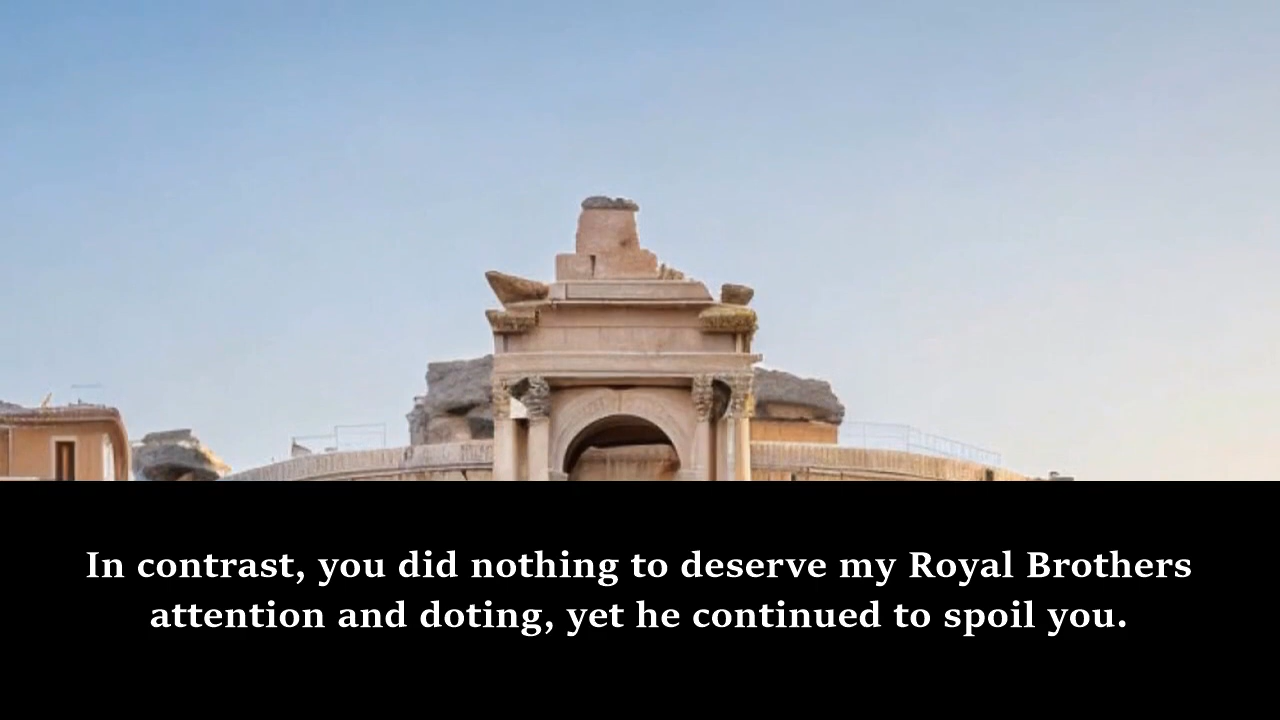 In contrast, you did nothing to deserve my Royal Brothers
attention and doting, yet he continued to spoil you.